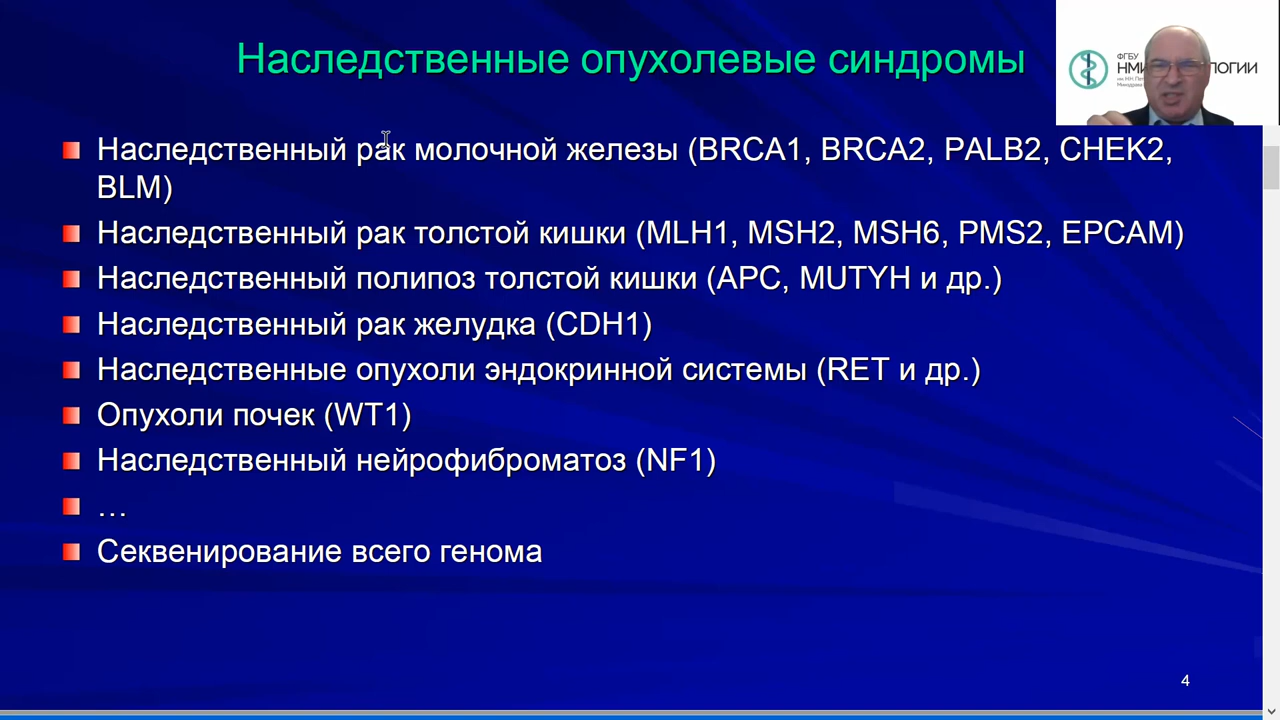 Наследственные опухолевые синдромы
ФГБУ
Наследственный рак молочной железы (BRCA1, BRCA2, PALB2, CHEK2,
BLM)
Наследственный рак толстой кишки (MLH1, MSH2, MSH6, PMS2, EPCAM)
Наследственный полипоз толстой кишки (APC, MUTYH и др.)
Наследственный рак желудка (CDH1)
Наследственные опухоли эндокринной системы (RET и др.)
Опухоли почек (WT1)
Наследственный нейрофиброматоз (NF1)
…
Секвенирование всего генома
4